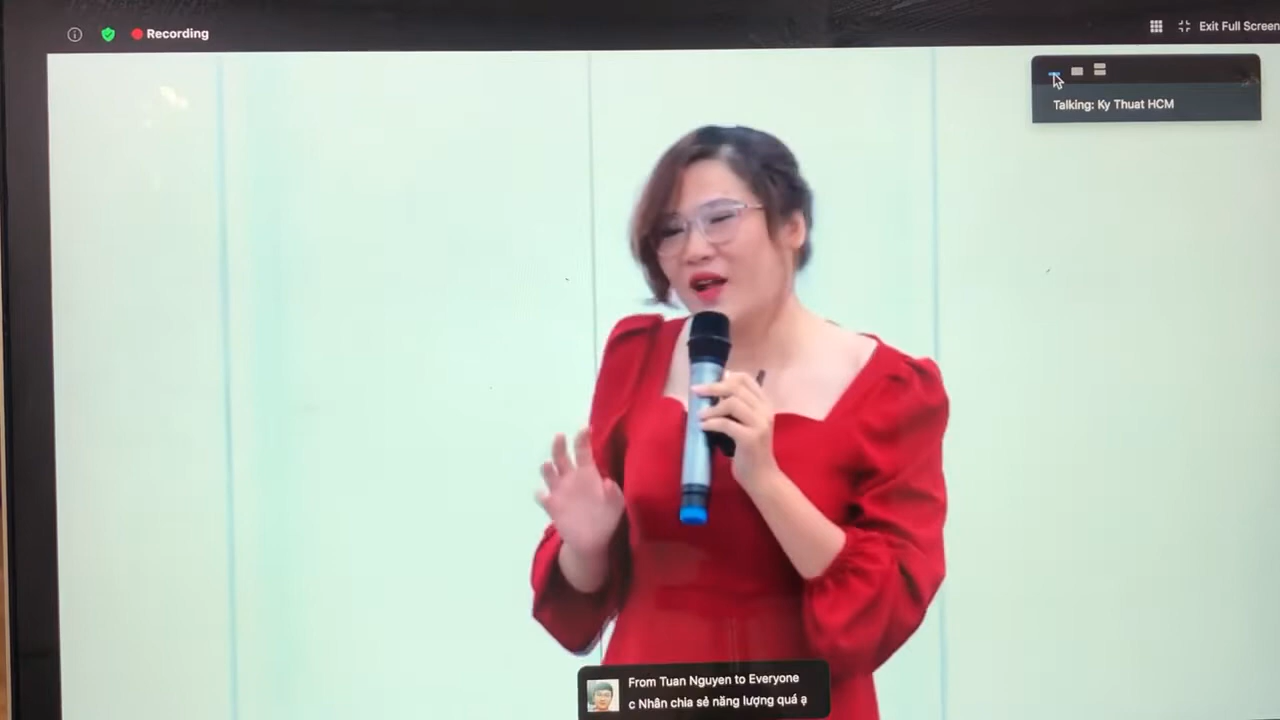 Recording
Exit Full Screen
Talking: Ky Thuat HCM
From Tuan Nguyen to Everyone
c Nhân chia sẻ năng lượng quá ạ